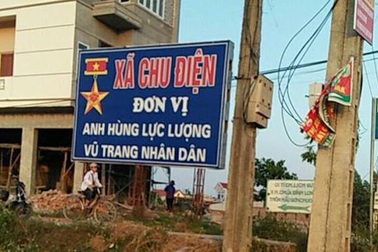 XÃ CHU ĐIỆN
ĐƠN VỊ
ANH HÙNG LỰC LƯỢNG
VŨ TRANG NHÂN DÂN